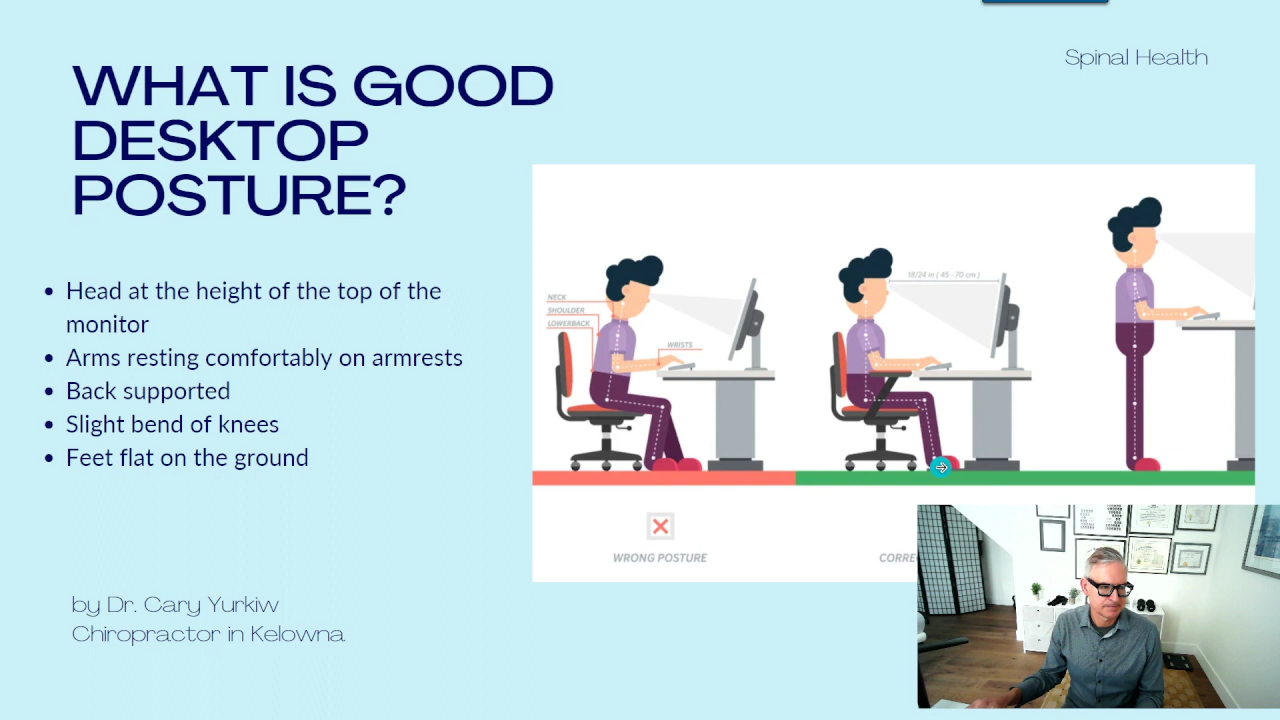 Spinal Health
WHAT IS GOOD
DESKTOP
POSTURE?
Head at the height of the top of the
monitor
Arms resting comfortably on armrests
Back supported
Slight bend of knees
Feet flat on the ground
by Dr. Cary Yurkiw
Chiropractor in Kelowna
NECK
SHOULDER
LOWERBACK
WRISTS
18/24 in ( 45 - 70 cm )
WRONG POSTURE